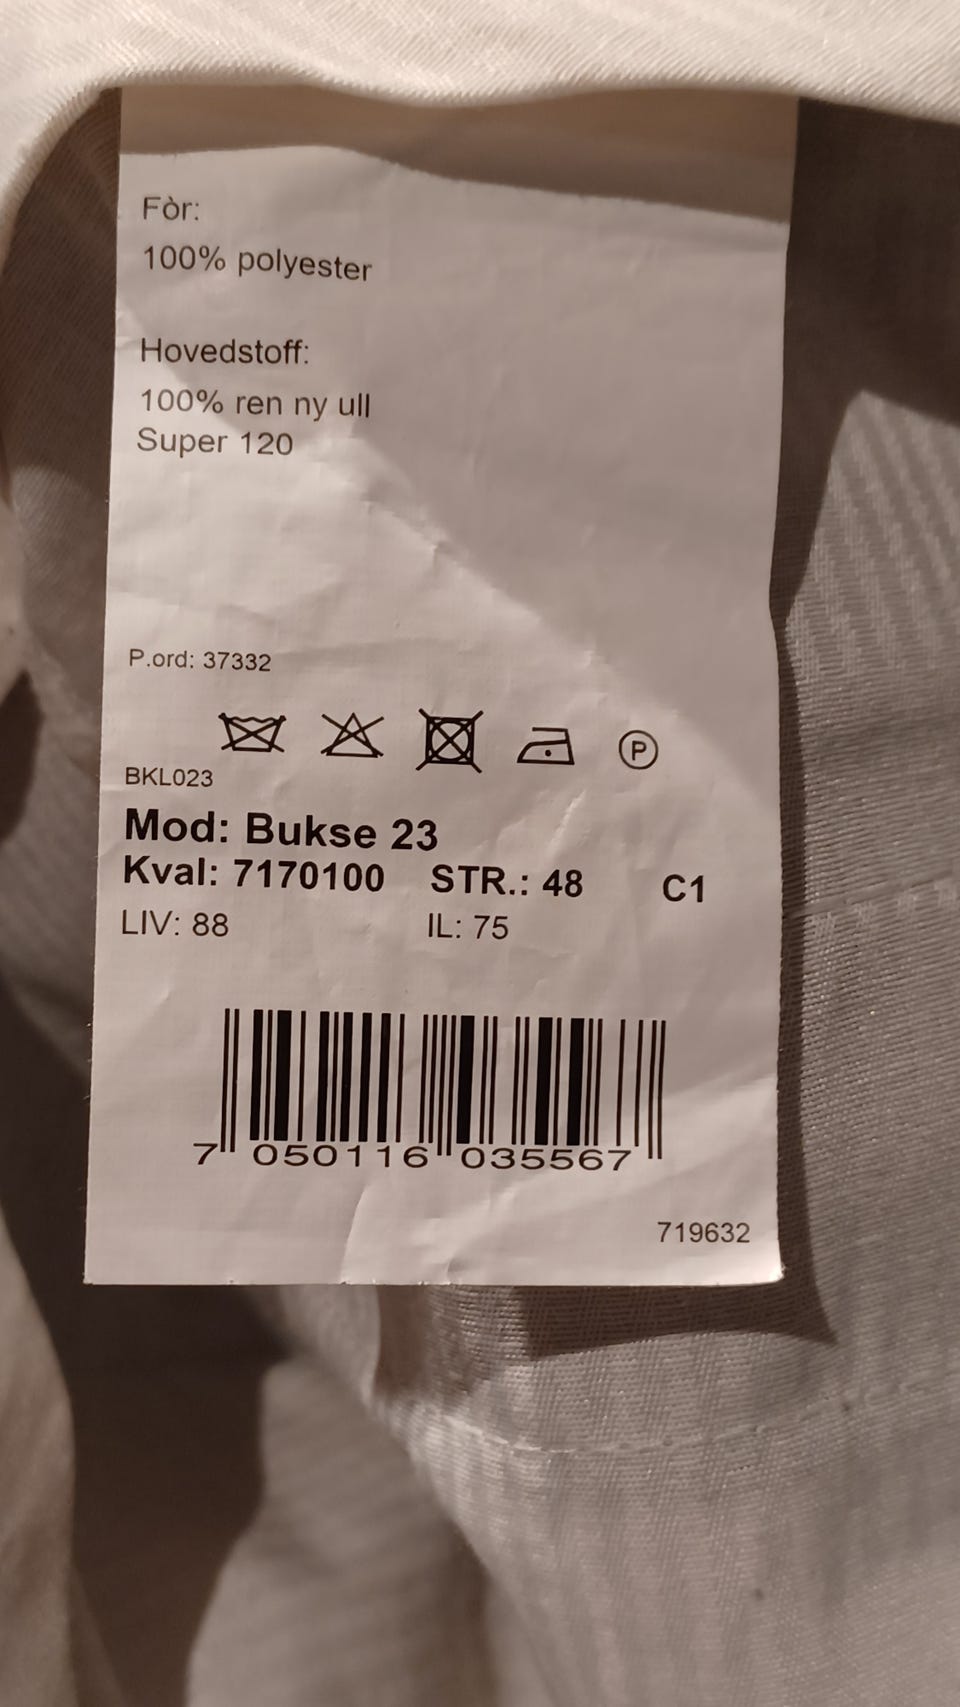 Fòr:
100% polyester
Hovedstoff:
100% ren ny ull
Super 120
P.ord: 37332
P
BKL023
Mod: Bukse 23
Kval: 7170100 STR.: 48 C1
LIV: 88 IL: 75
7 050116 035567
719632